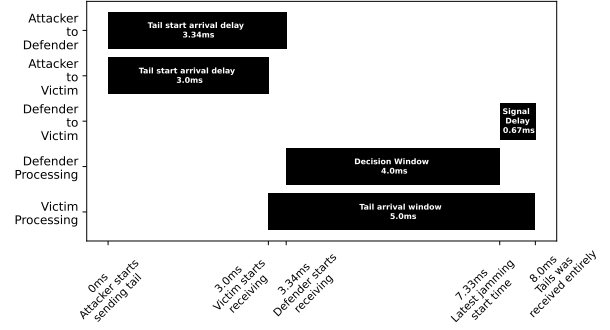 Attacker
to
Defender
Tail start arrival delay
3.34ms
Attacker
to
Victim
Tail start arrival delay
3.0ms
Defender
to
Victim
Signal
Delay
0.67ms
Defender
Processing
Decision Window
4.0ms
Victim
Processing
Tail arrival window
5.0ms
0ms
Attacker starts
sending tail
3.0ms
Victim starts
receiving
3.34ms
Defender starts
receiving
7.33ms
Latest jamming
start time
8.0ms
Tails was
received entirely